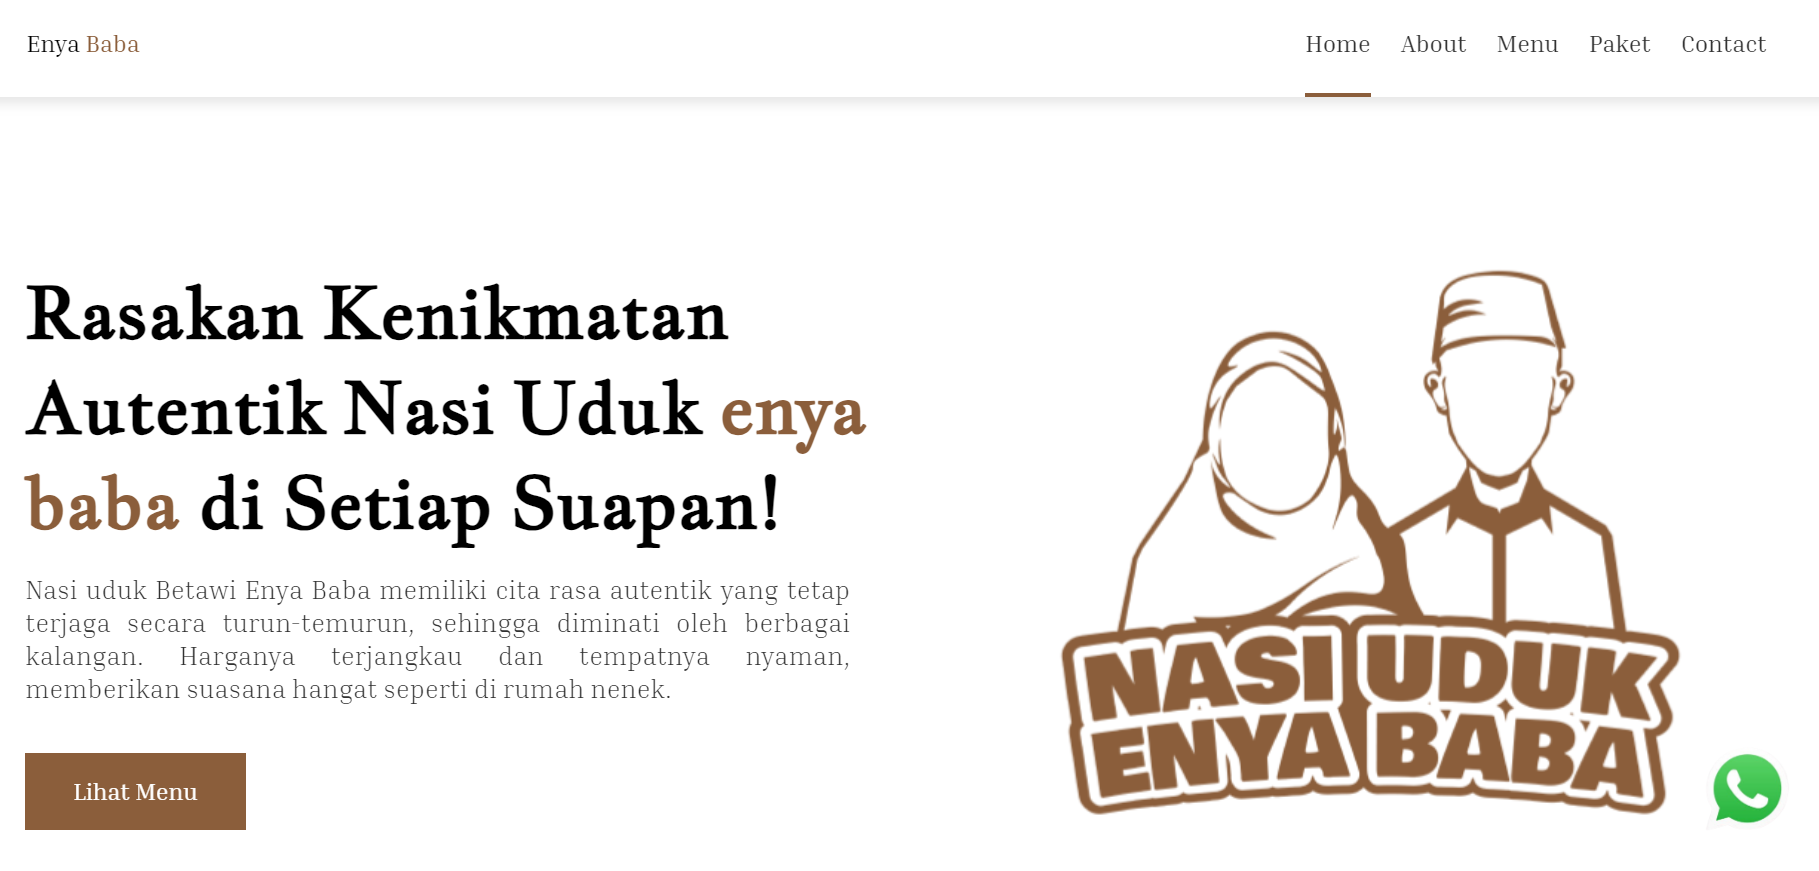 Enya Baba
Home About Menu Paket Contact
Rasakan Kenikmatan
Autentik Nasi Uduk enya
baba di Setiap Suapan!
Nasi uduk Betawi Enya Baba memiliki cita rasa autentik yang tetap
terjaga secara turun-temurun, sehingga diminati oleh berbagai
kalangan. Harganya terjangkau dan tempatnya nyaman,
memberikan suasana hangat seperti di rumah nenek.
Lihat Menu
NASI UDUK
ENYA BABA